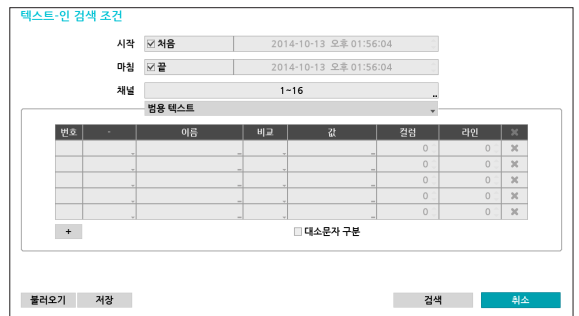 텍스트-인 검색 조건
시작 처음 2014-10-13 오후 01:56:04
마침 끝 2014-10-13 오후 01:56:04
채널 1~16 ..
범용 텍스트
번호 - 이름 비교 값 컬럼 라인
0 0
0 0
0 0
0 0
0 0
+ 대소문자 구분
불러오기 저장 검색 취소